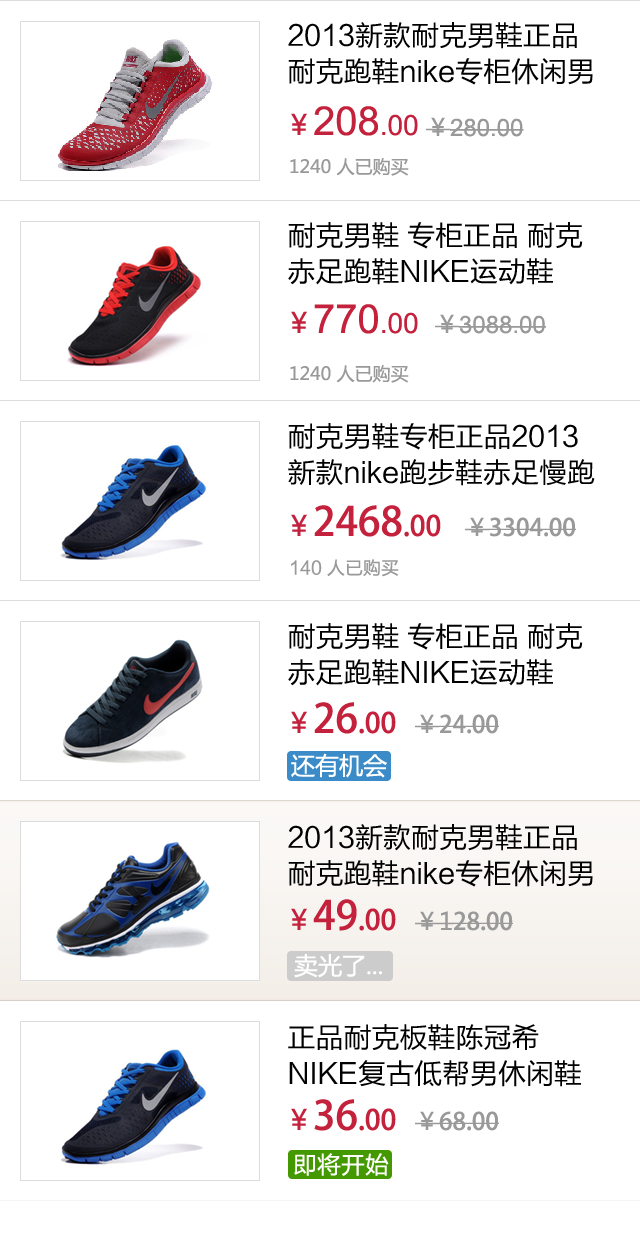 2013新款耐克男鞋正品
耐克跑鞋nike专柜休闲男
￥208.00 ￥280.00
1240 人已购买
耐克男鞋 专柜正品 耐克
赤足跑鞋NIKE运动鞋
￥770.00 ￥3088.00
1240 人已购买
耐克男鞋专柜正品2013
新款nike跑步鞋赤足慢跑
￥2468.00 ￥3304.00
140 人已购买
耐克男鞋 专柜正品 耐克
赤足跑鞋NIKE运动鞋
￥26.00 ￥24.00
还有机会
2013新款耐克男鞋正品
耐克跑鞋nike专柜休闲男
￥49.00 ￥128.00
卖光了...
正品耐克板鞋陈冠希
NIKE复古低帮男休闲鞋
￥36.00 ￥68.00
即将开始